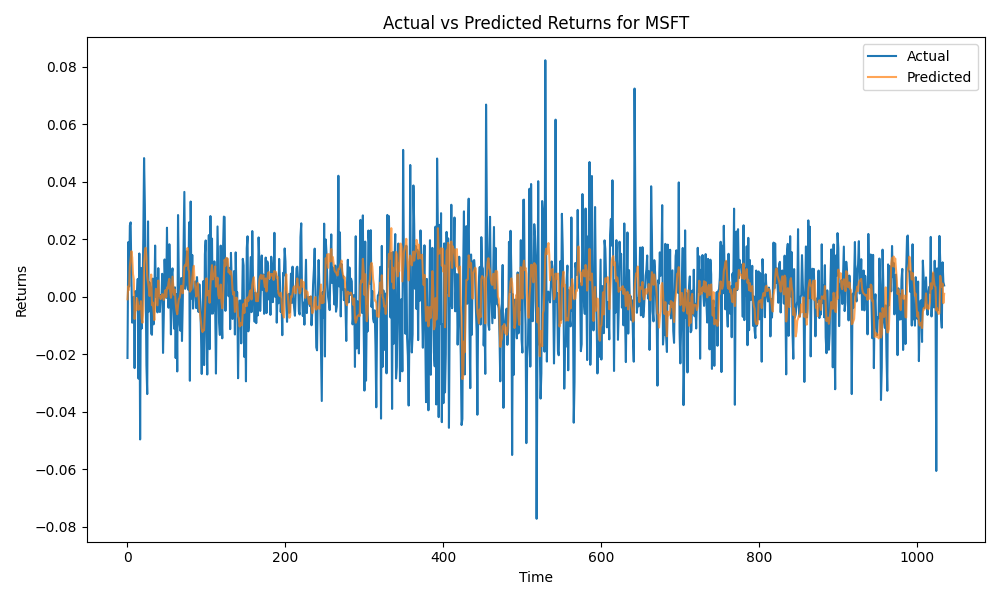 Actual vs Predicted Returns for MSFT
Actual
Predicted
0.08
0.06
0.04
0.02
0.00
−0.02
−0.04
−0.06
−0.08
Returns
0 200 400 600 800 1000
Time